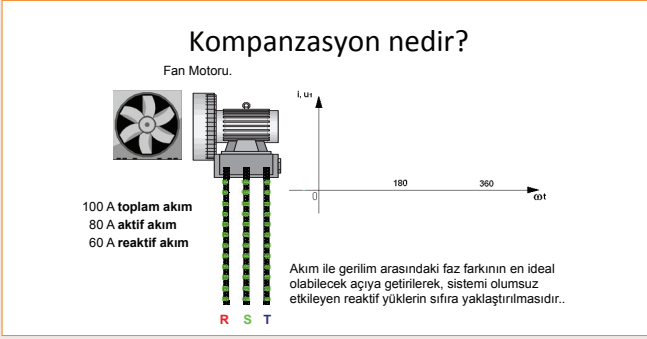 Kompanzasyon nedir?
Fan Motoru.
i, u1
0
180
360
ωt
100 A toplam akım
80 A aktif akım
60 A reaktif akım
Akım ile gerilim arasındaki faz farkının en ideal
olabilecek açıya getirilerek, sistemi olumsuz
etkileyen reaktif yüklerin sıfıra yaklaştırılmasıdır..
R S T